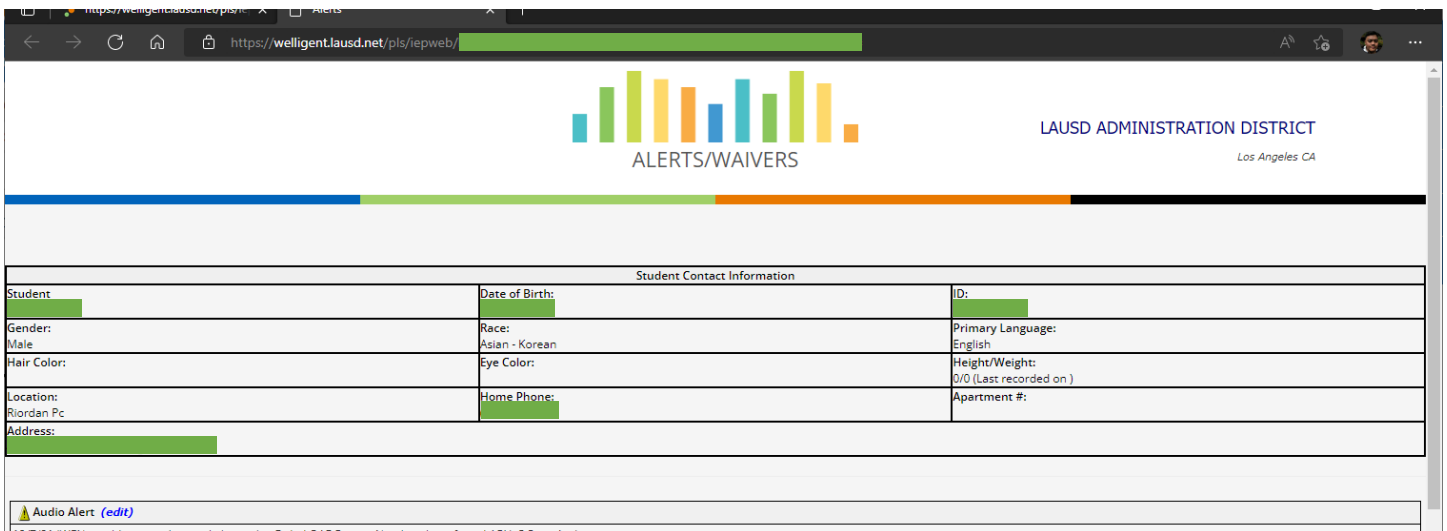 Alerts
https://welligent.lausd.net/pls/iepweb/
ALERTS/WAIVERS
LAUSD ADMINISTRATION DISTRICT
Los Angeles CA
Student Contact Information
Student Date of Birth: ID:
Gender: Race: Primary Language:
Male Asian - Korean English
Hair Color: Eye Color: Height/Weight:
0/0 (Last recorded on )
Location: Home Phone: Apartment #:
Riordan Pc
Address:
Audio Alert (edit)